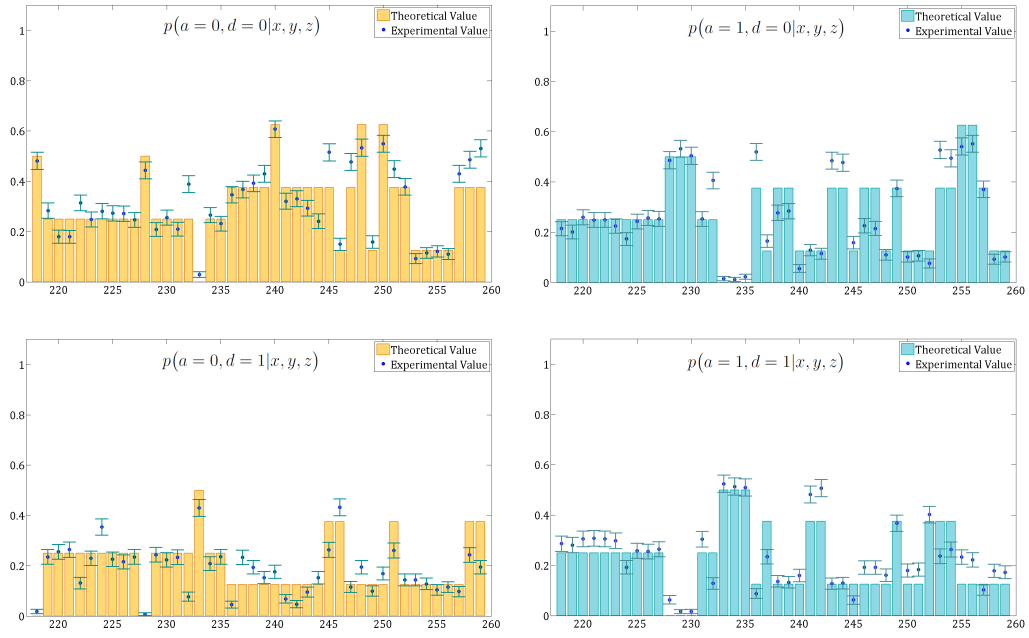 p(a = 0, d = 0|x, y, z)
Theoretical Value
Experimental Value
1
0.8
0.6
0.4
0.2
0
220 225 230 235 240 245 250 255 260
p(a = 1, d = 0|x, y, z)
Theoretical Value
Experimental Value
1
0.8
0.6
0.4
0.2
0
220 225 230 235 240 245 250 255 260
p(a = 0, d = 1|x, y, z)
Theoretical Value
Experimental Value
1
0.8
0.6
0.4
0.2
0
220 225 230 235 240 245 250 255 260
p(a = 1, d = 1|x, y, z)
Theoretical Value
Experimental Value
1
0.8
0.6
0.4
0.2
0
220 225 230 235 240 245 250 255 260